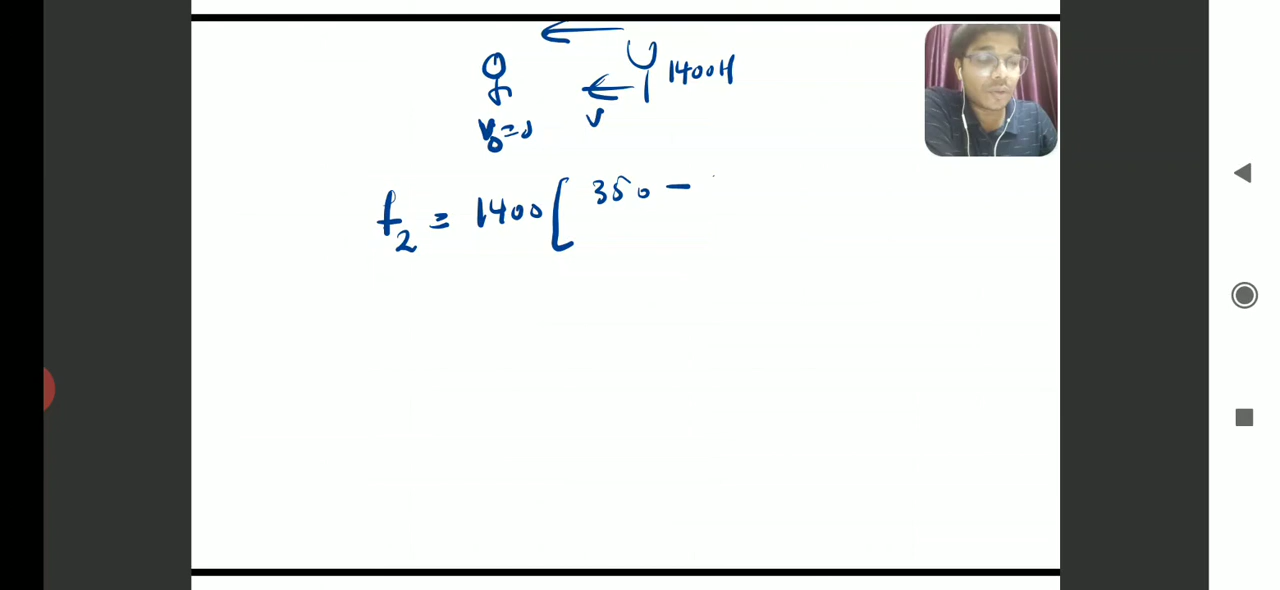 1400H
V
V₀=0
f₂ = 1400 [ 350 –